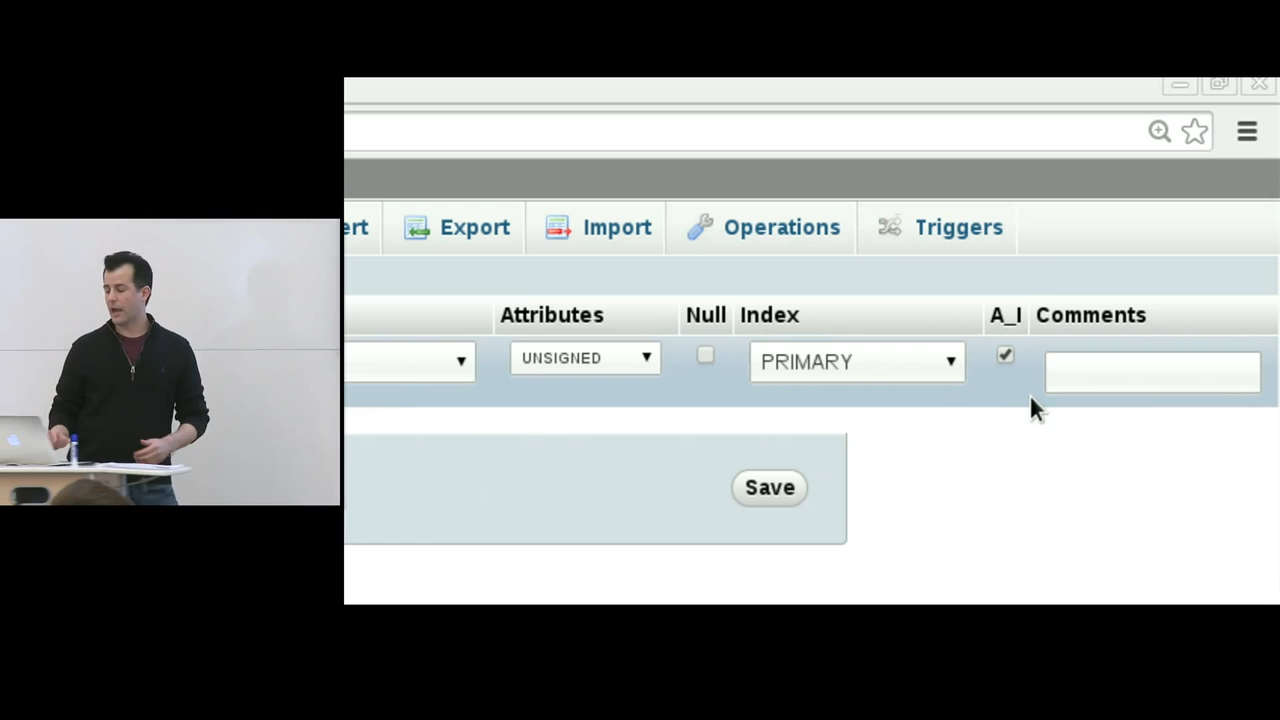 ert Export Import Operations Triggers
Attributes Null Index A_I Comments
UNSIGNED PRIMARY
Save